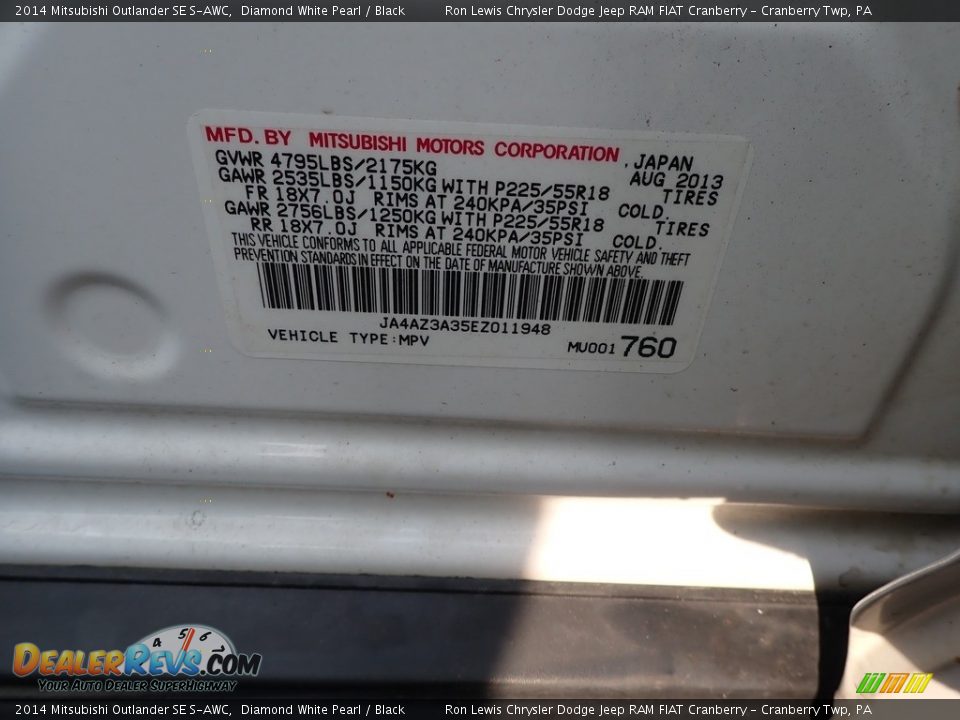 2014 Mitsubishi Outlander SE S-AWC, Diamond White Pearl / Black Ron Lewis Chrysler Dodge Jeep RAM FIAT Cranberry - Cranberry Twp, PA
MFD. BY MITSUBISHI MOTORS CORPORATION , JAPAN
GVWR 4795LBS/2175KG AUG 2013
GAWR 2535LBS/1150KG WITH P225/55R18 TIRES
FR 18X7.0J RIMS AT 240KPA/35PSI COLD.
GAWR 2756LBS/1250KG WITH P225/55R18 TIRES
RR 18X7.0J RIMS AT 240KPA/35PSI COLD.
THIS VEHICLE CONFORMS TO ALL APPLICABLE FEDERAL MOTOR VEHICLE SAFETY AND THEFT
PREVENTION STANDARDS IN EFFECT ON THE DATE OF MANUFACTURE SHOWN ABOVE.
JA4AZ3A35EZ011948
VEHICLE TYPE:MPV MU001 760
4 5 6
DEALERREVS.COM
YOUR AUTO DEALER SUPERHIGHWAY
2014 Mitsubishi Outlander SE S-AWC, Diamond White Pearl / Black Ron Lewis Chrysler Dodge Jeep RAM FIAT Cranberry - Cranberry Twp, PA